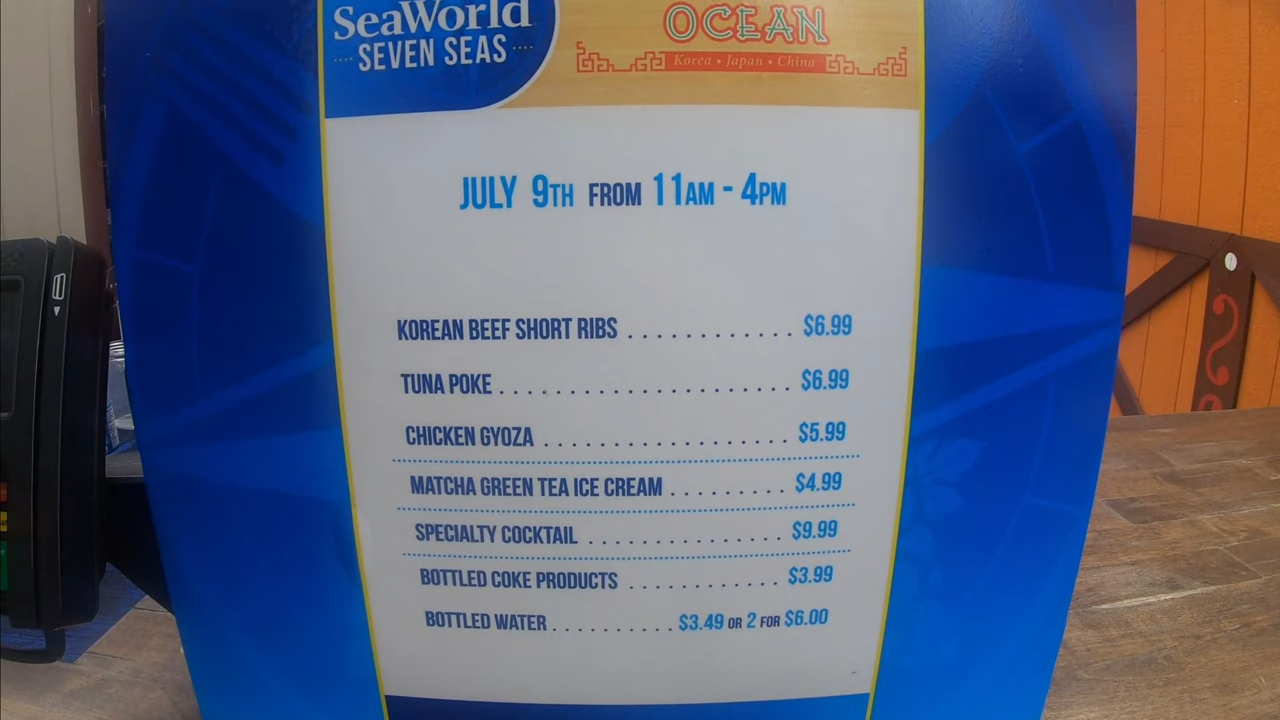 SeaWorld
SEVEN SEAS
OCEAN
Korea • Japan • China
JULY 9TH FROM 11AM - 4PM
KOREAN BEEF SHORT RIBS . . . . . . . . . . . . $6.99
TUNA POKE . . . . . . . . . . . . . . . . . . . . . $6.99
CHICKEN GYOZA . . . . . . . . . . . . . . . . . . $5.99
MATCHA GREEN TEA ICE CREAM . . . . . . . . . $4.99
SPECIALTY COCKTAIL . . . . . . . . . . . . . . . $9.99
BOTTLED COKE PRODUCTS . . . . . . . . . . . . $3.99
BOTTLED WATER . . . . . . . . . . $3.49 OR 2 FOR $6.00